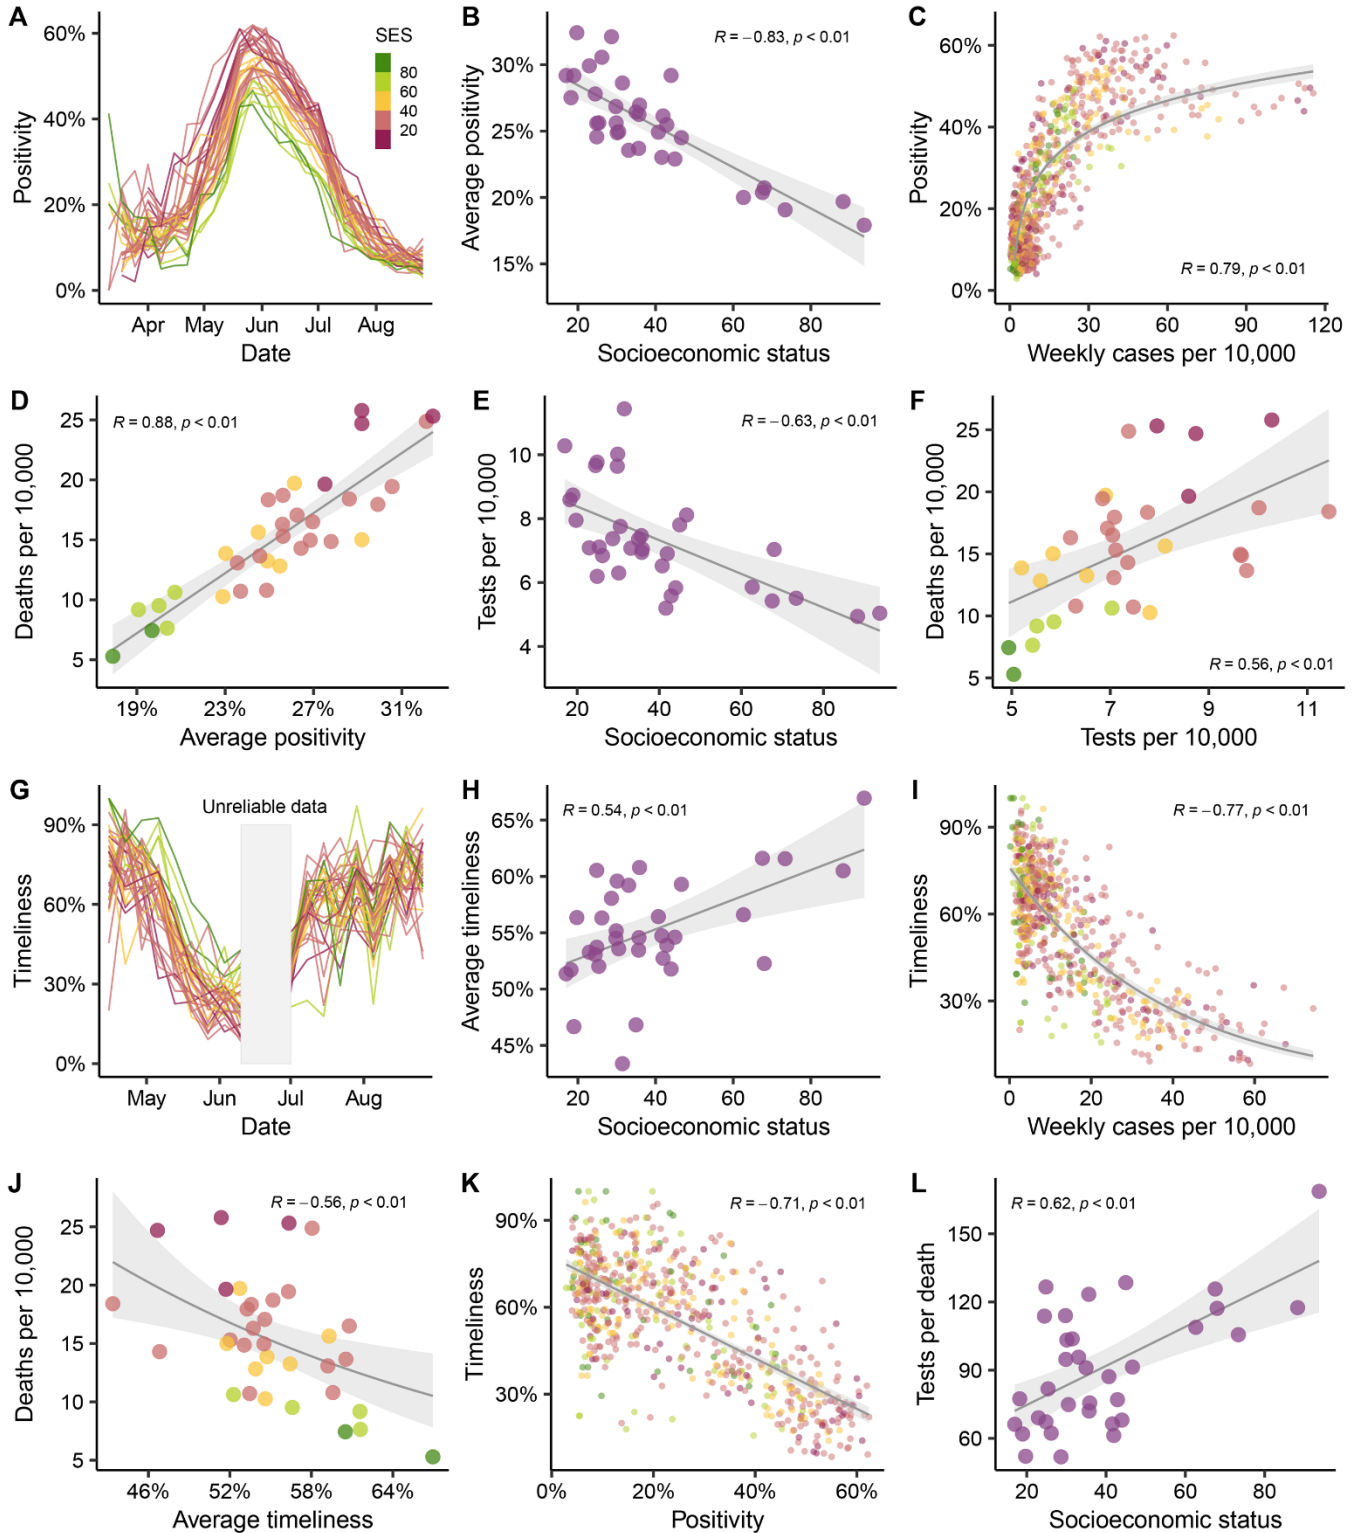 A
Positivity
60%
40%
20%
0%
SES
80
60
40
20
Apr May Jun Jul Aug
Date
B
Average positivity
30%
25%
20%
15%
R = −0.83, p < 0.01
20 40 60 80
Socioeconomic status
C
Positivity
60%
40%
20%
0%
R = 0.79, p < 0.01
0 30 60 90 120
Weekly cases per 10,000
D
Deaths per 10,000
25
20
15
10
5
R = 0.88, p < 0.01
19% 23% 27% 31%
Average positivity
E
Tests per 10,000
10
8
6
4
R = −0.63, p < 0.01
20 40 60 80
Socioeconomic status
F
Deaths per 10,000
25
20
15
10
5
R = 0.56, p < 0.01
5 7 9 11
Tests per 10,000
G
Timeliness
90%
60%
30%
0%
Unreliable data
May Jun Jul Aug
Date
H
Average timeliness
65%
60%
55%
50%
45%
R = 0.54, p < 0.01
20 40 60 80
Socioeconomic status
I
Timeliness
90%
60%
30%
R = −0.77, p < 0.01
0 20 40 60
Weekly cases per 10,000
J
Deaths per 10,000
25
20
15
10
5
R = −0.56, p < 0.01
46% 52% 58% 64%
Average timeliness
K
Timeliness
90%
60%
30%
R = −0.71, p < 0.01
0% 20% 40% 60%
Positivity
L
Tests per death
150
120
90
60
R = 0.62, p < 0.01
20 40 60 80
Socioeconomic status